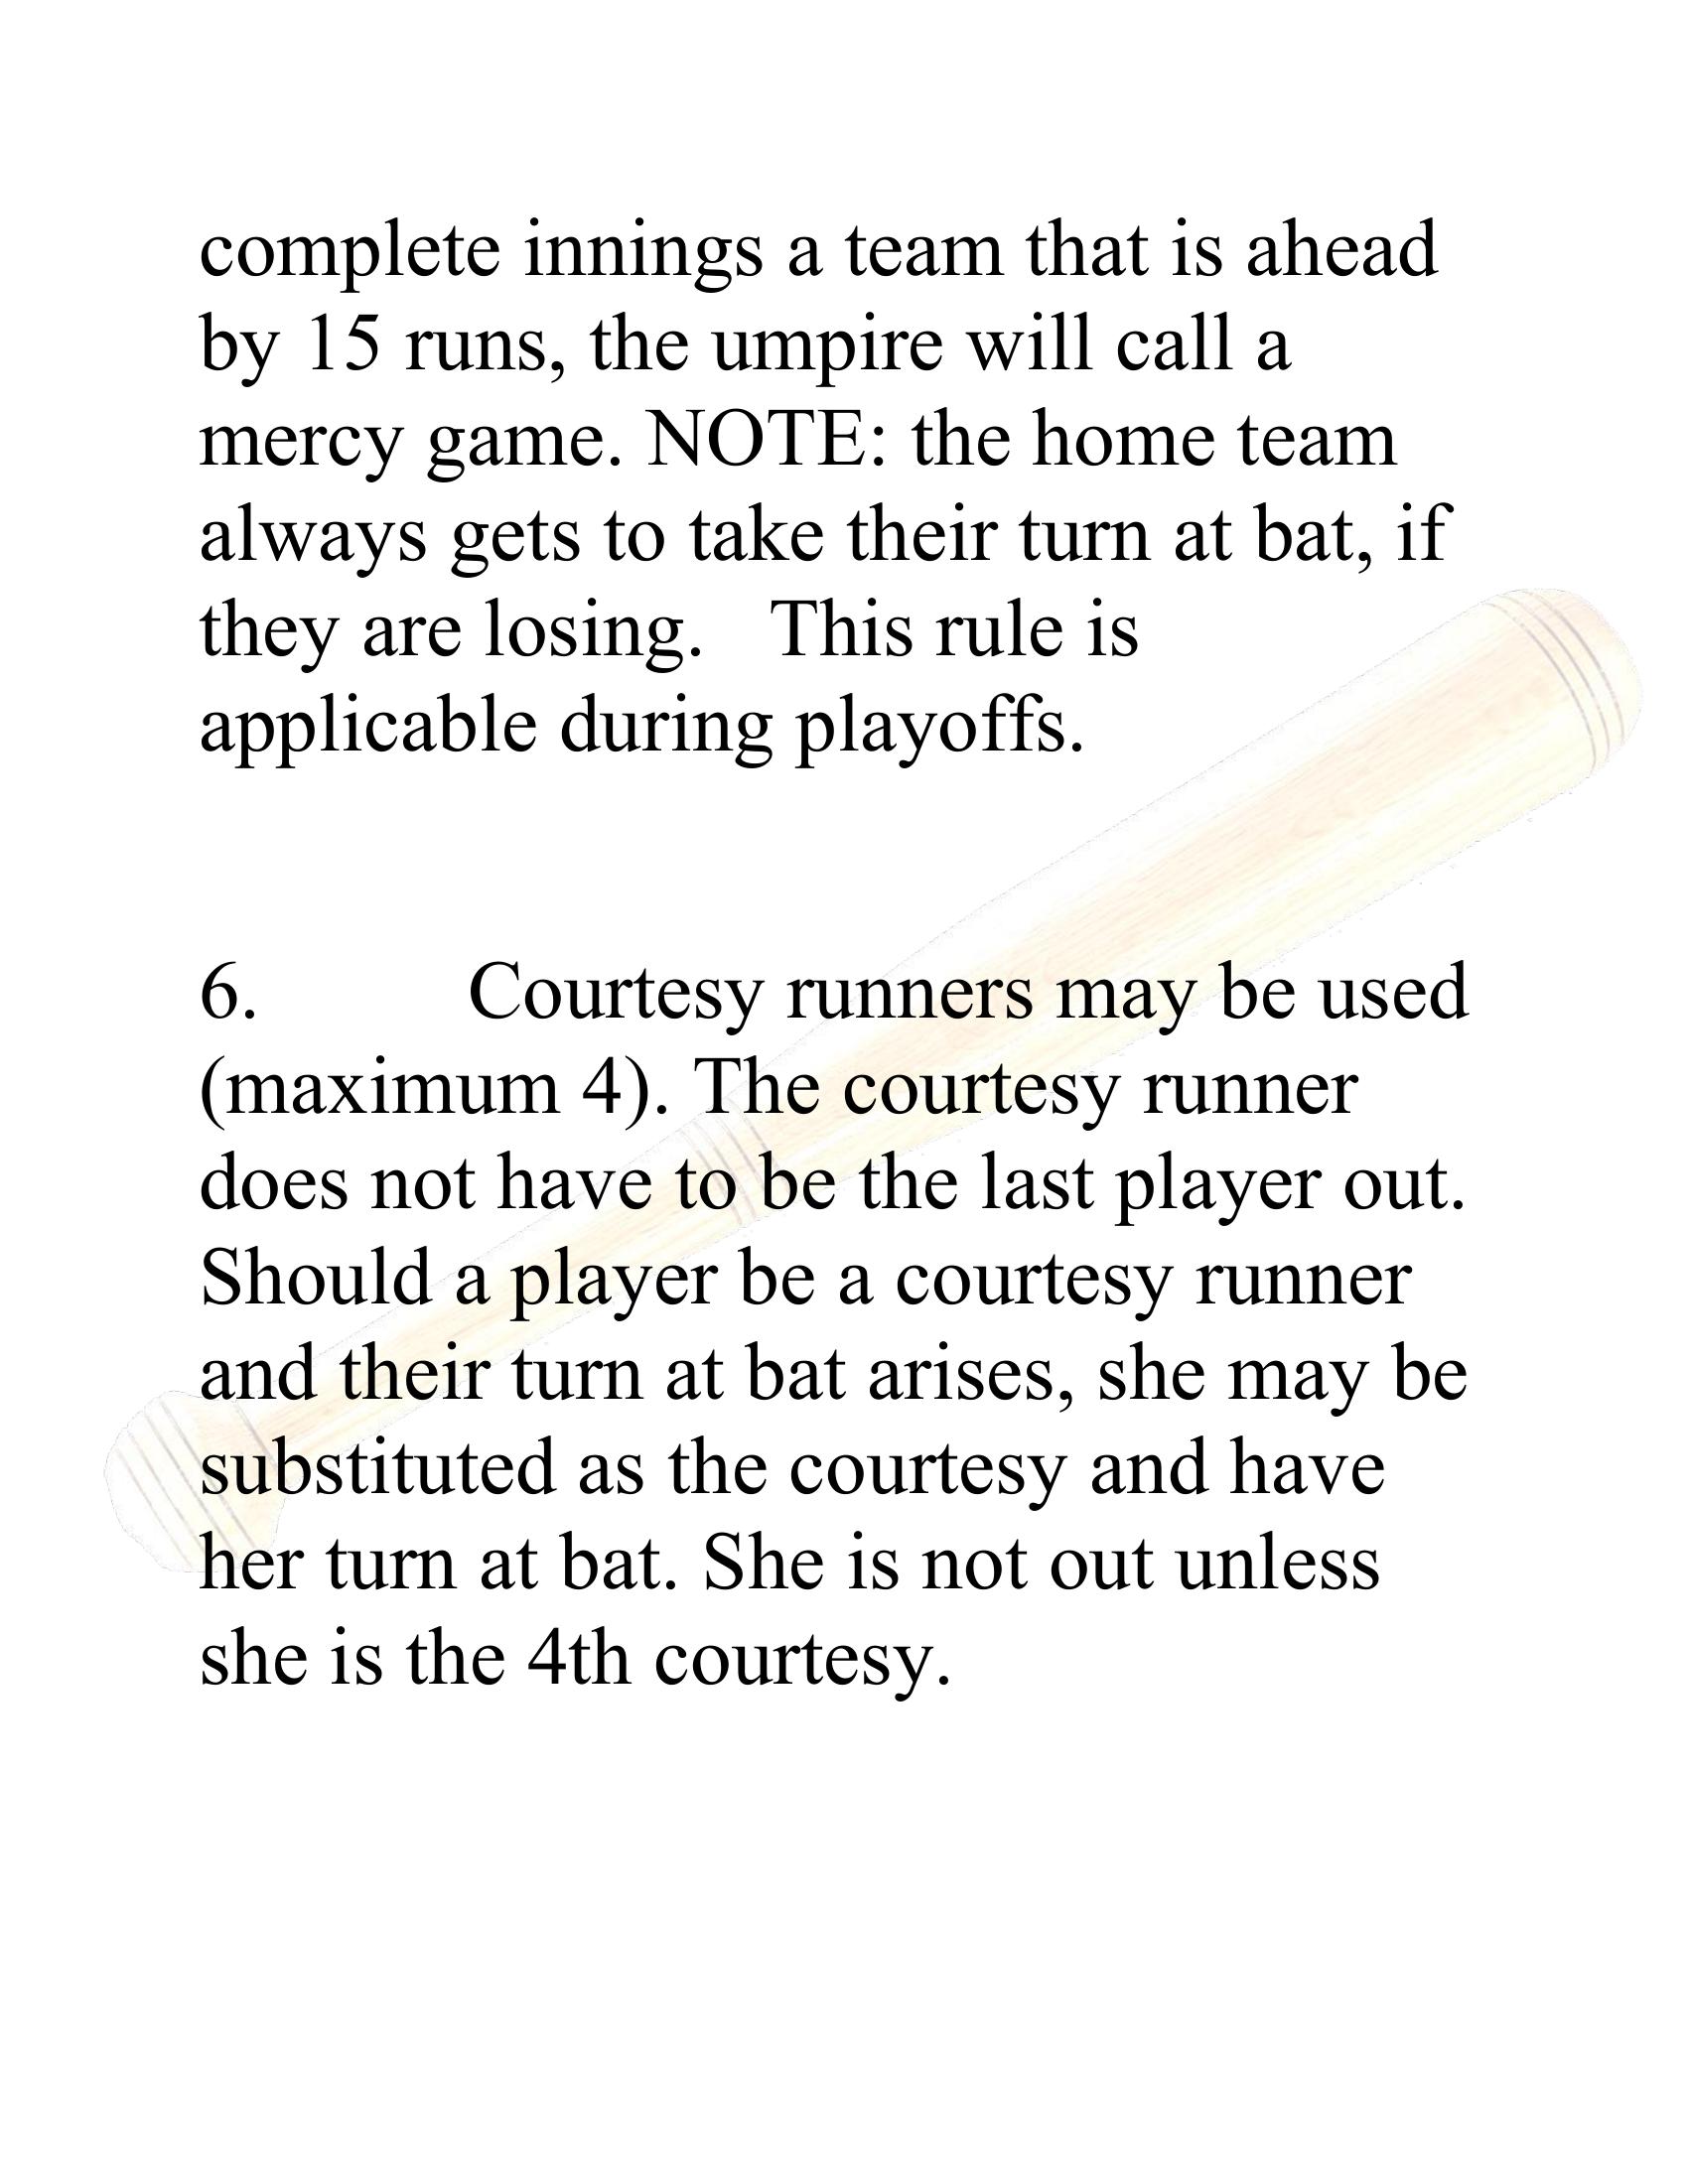 complete innings a team that is ahead
by 15 runs, the umpire will call a
mercy game. NOTE: the home team
always gets to take their turn at bat, if
they are losing.   This rule is
applicable during playoffs.
6.          Courtesy runners may be used
(maximum 4). The courtesy runner
does not have to be the last player out.
Should a player be a courtesy runner
and their turn at bat arises, she may be
substituted as the courtesy and have
her turn at bat. She is not out unless
she is the 4th courtesy.